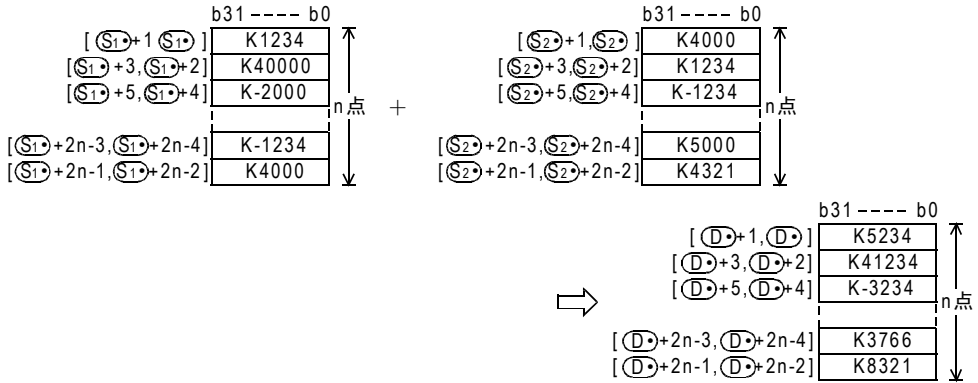 b31 ---- b0
[ S1• +1 S1• ] K1234
[ S1• +3, S1• +2] K40000
[ S1• +5, S1• +4] K-2000
[ S1• +2n-3, S1• +2n-4] K-1234
[ S1• +2n-1, S1• +2n-2] K4000
n点
+
b31 ---- b0
[ S2• +1, S2• ] K4000
[ S2• +3, S2• +2] K1234
[ S2• +5, S2• +4] K-1234
[ S2• +2n-3, S2• +2n-4] K5000
[ S2• +2n-1, S2• +2n-2] K4321
n点
b31 ---- b0
[ D• +1, D• ] K5234
[ D• +3, D• +2] K41234
[ D• +5, D• +4] K-3234
[ D• +2n-3, D• +2n-4] K3766
[ D• +2n-1, D• +2n-2] K8321
n点